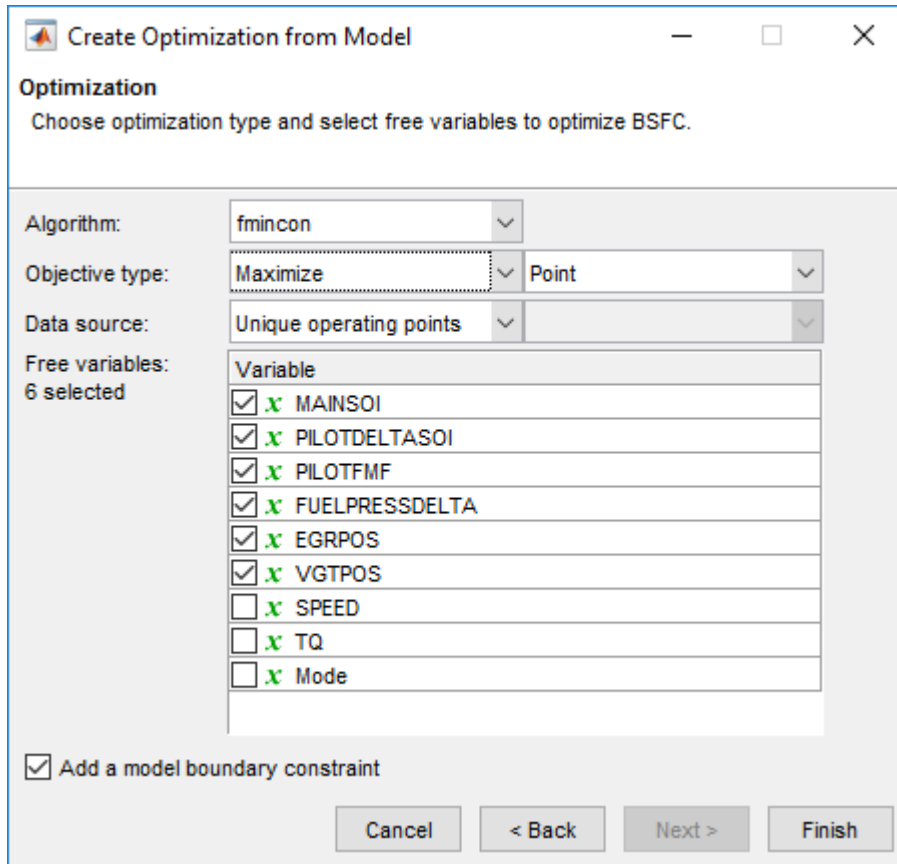 Create Optimization from Model
Optimization
Choose optimization type and select free variables to optimize BSFC.
Algorithm: fmincon
Objective type: Maximize Point
Data source: Unique operating points
Free variables:
6 selected
Variable
x MAINSOI
x PILOTDELTASOI
x PILOTFMF
x FUELPRESSDELTA
x EGRPOS
x VGTPOS
x SPEED
x TQ
x Mode
Add a model boundary constraint
Cancel < Back Next > Finish